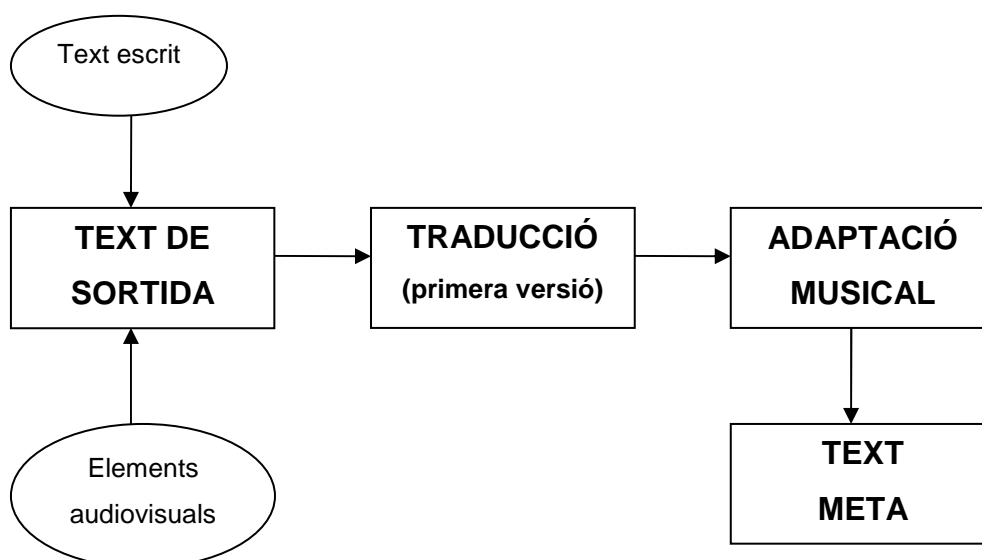 Text escrit
TEXT DE
SORTIDA
TRADUCCIÓ
(primera versió)
ADAPTACIÓ
MUSICAL
Elements
audiovisuals
TEXT
META